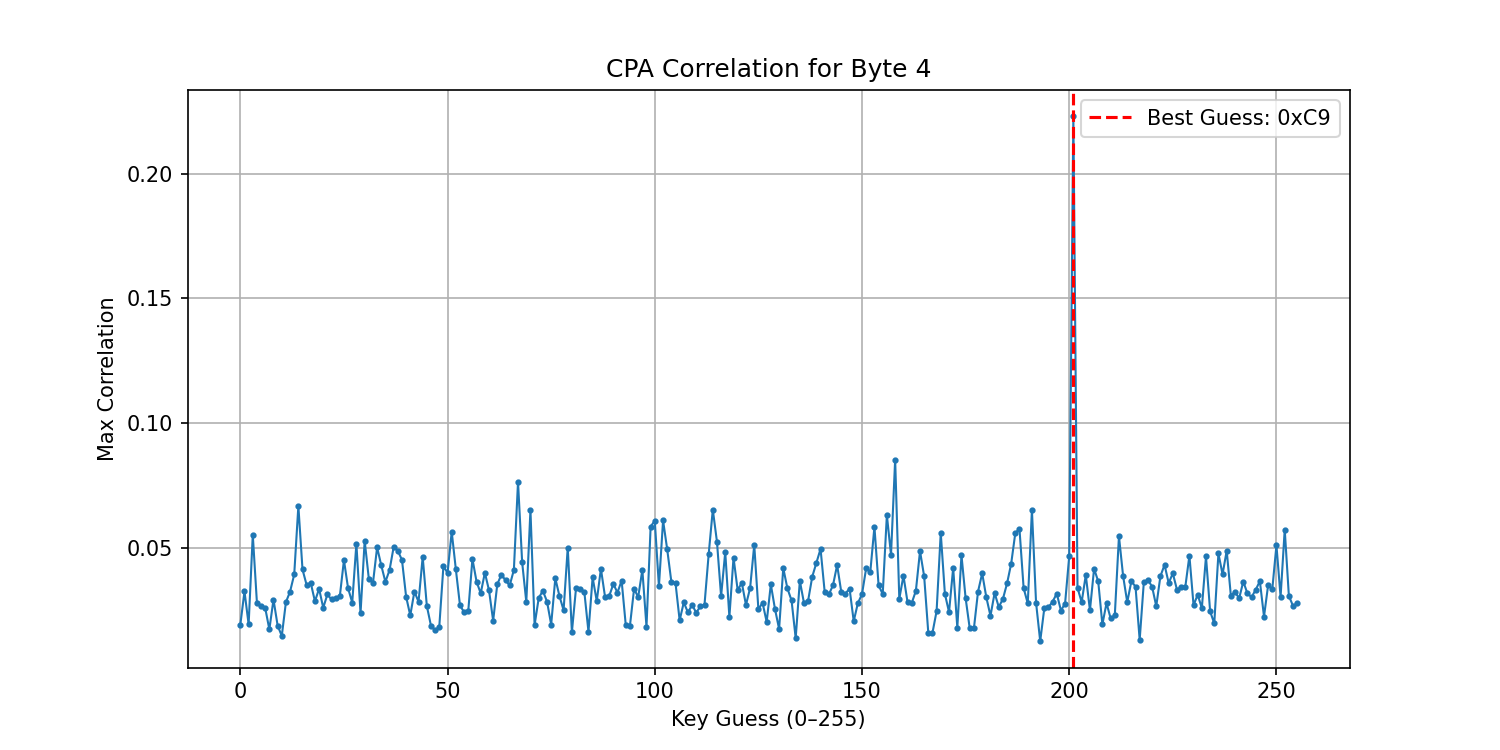 CPA Correlation for Byte 4
Best Guess: 0xC9
Max Correlation
0.20
0.15
0.10
0.05
0 50 100 150 200 250
Key Guess (0–255)